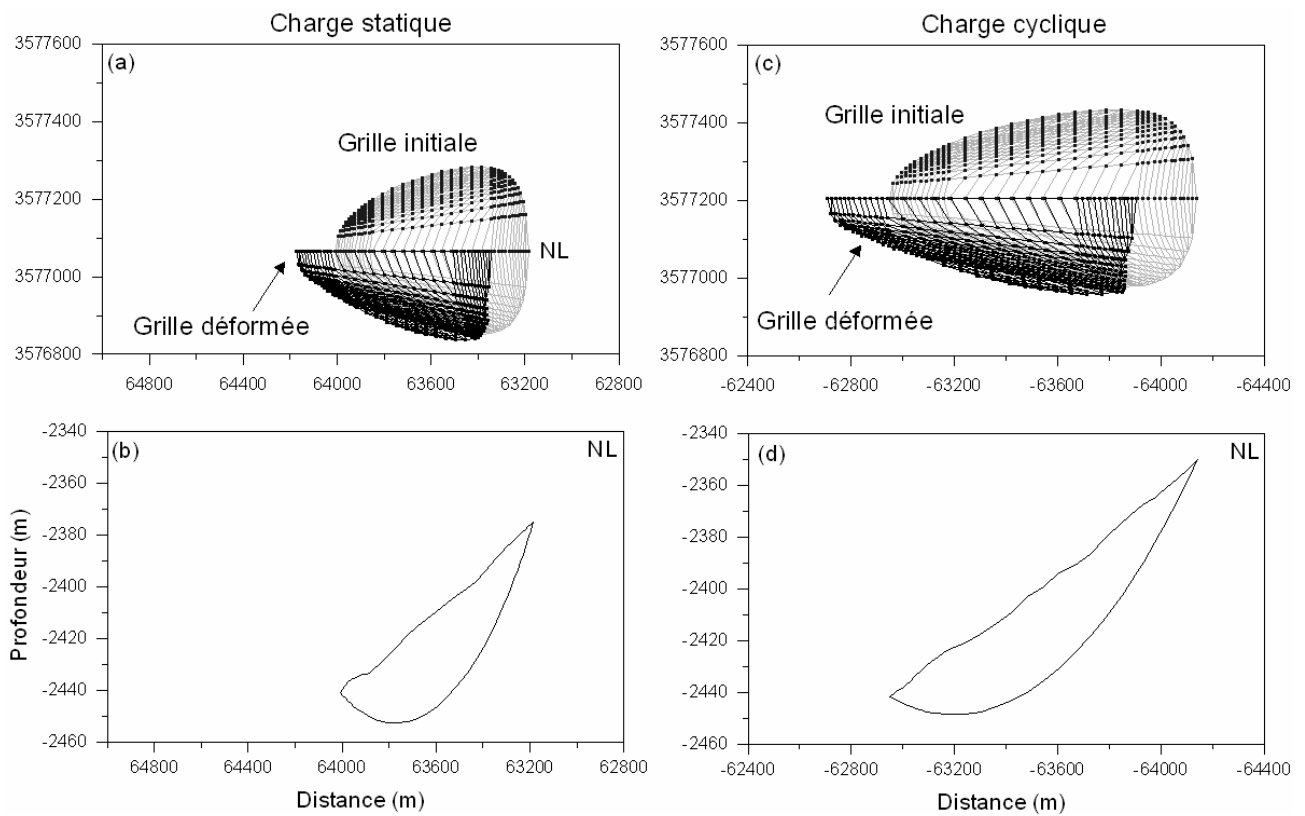 Charge statique
Charge cyclique
(a)
3577600
3577400
3577200
3577000
3576800
Grille initiale
NL
Grille déformée
64800 64400 64000 63600 63200 62800
(c)
3577600
3577400
3577200
3577000
3576800
Grille initiale
Grille déformée
-62400 -62800 -63200 -63600 -64000 -64400
(b)
NL
Profondeur (m)
-2340
-2360
-2380
-2400
-2420
-2440
-2460
64800 64400 64000 63600 63200 62800
Distance (m)
(d)
NL
-2340
-2360
-2380
-2400
-2420
-2440
-2460
-62400 -62800 -63200 -63600 -64000 -64400
Distance (m)